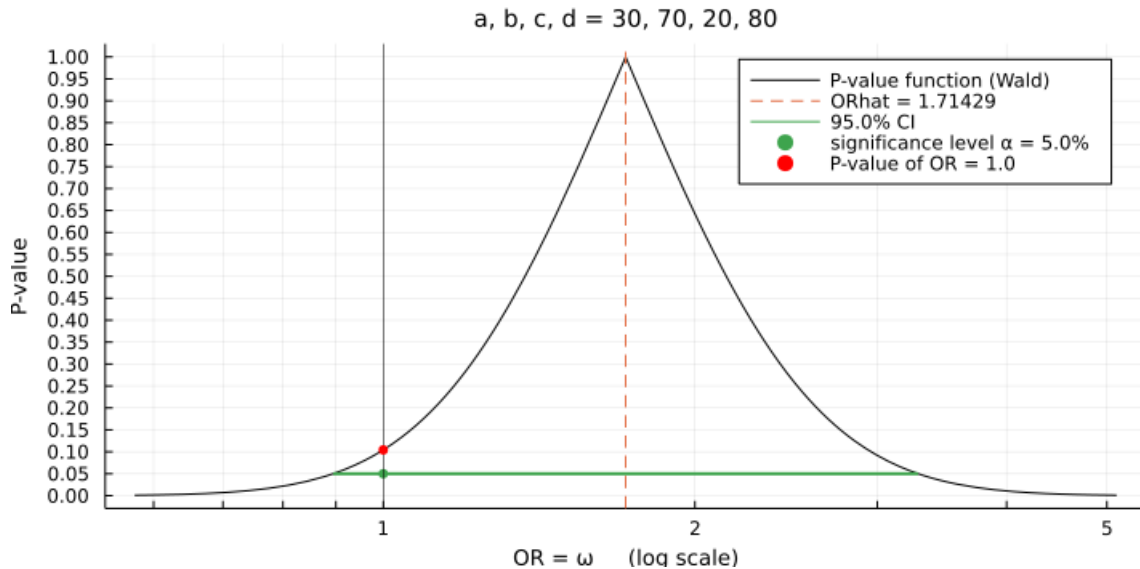 a, b, c, d = 30, 70, 20, 80
1.00
0.95
0.90
0.85
0.80
0.75
0.70
0.65
0.60
0.55
0.50
0.45
0.40
0.35
0.30
0.25
0.20
0.15
0.10
0.05
0.00
P-value
P-value function (Wald)
ORhat = 1.71429
95.0% CI
significance level α = 5.0%
P-value of OR = 1.0
1 2 5
OR = ω (log scale)